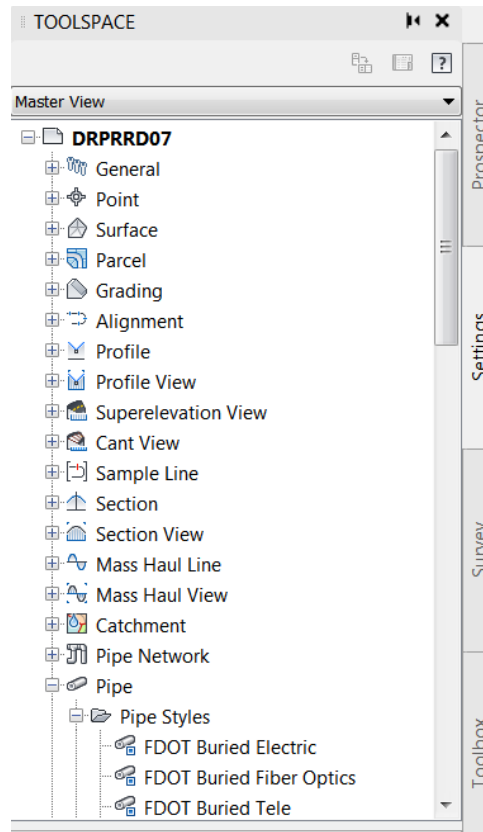 TOOLSPACE
?
Master View
DRPRRD07
General
Point
Surface
Parcel
Grading
Alignment
Profile
Profile View
Superelevation View
Cant View
Sample Line
Section
Section View
Mass Haul Line
Mass Haul View
Catchment
Pipe Network
Pipe
Pipe Styles
FDOT Buried Electric
FDOT Buried Fiber Optics
FDOT Buried Tele
Prospector
Settings
Survey
Toolbox